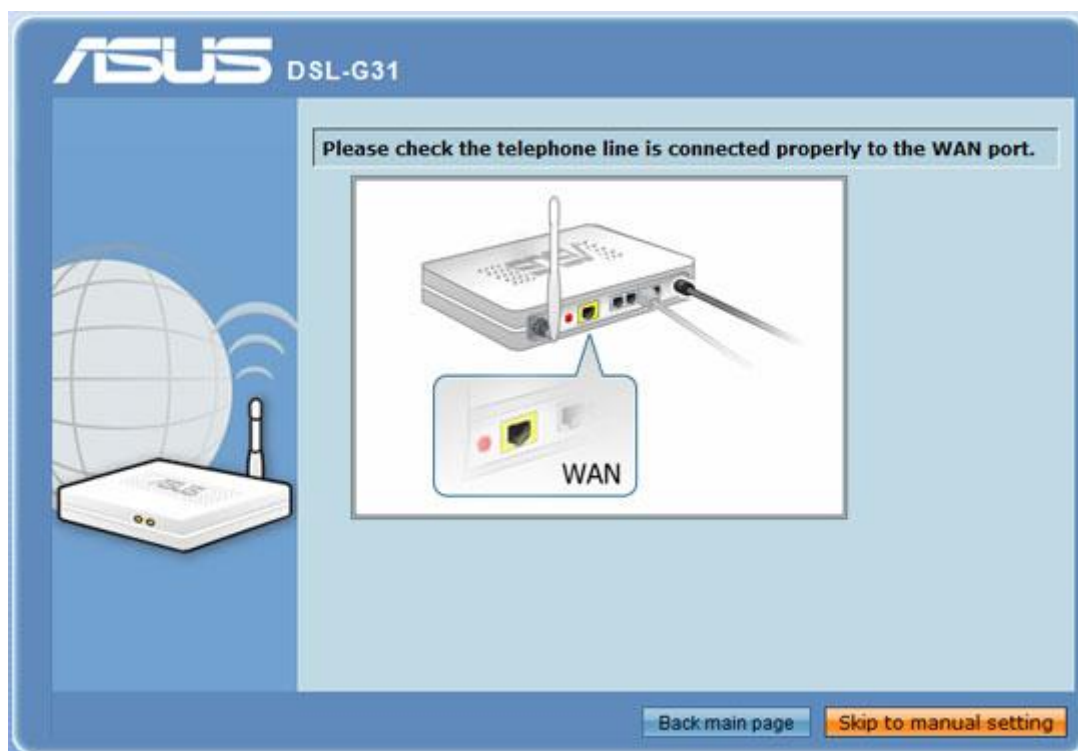 ASUS DSL-G31
Please check the telephone line is connected properly to the WAN port.
WAN
ASUS
Back main page
Skip to manual setting